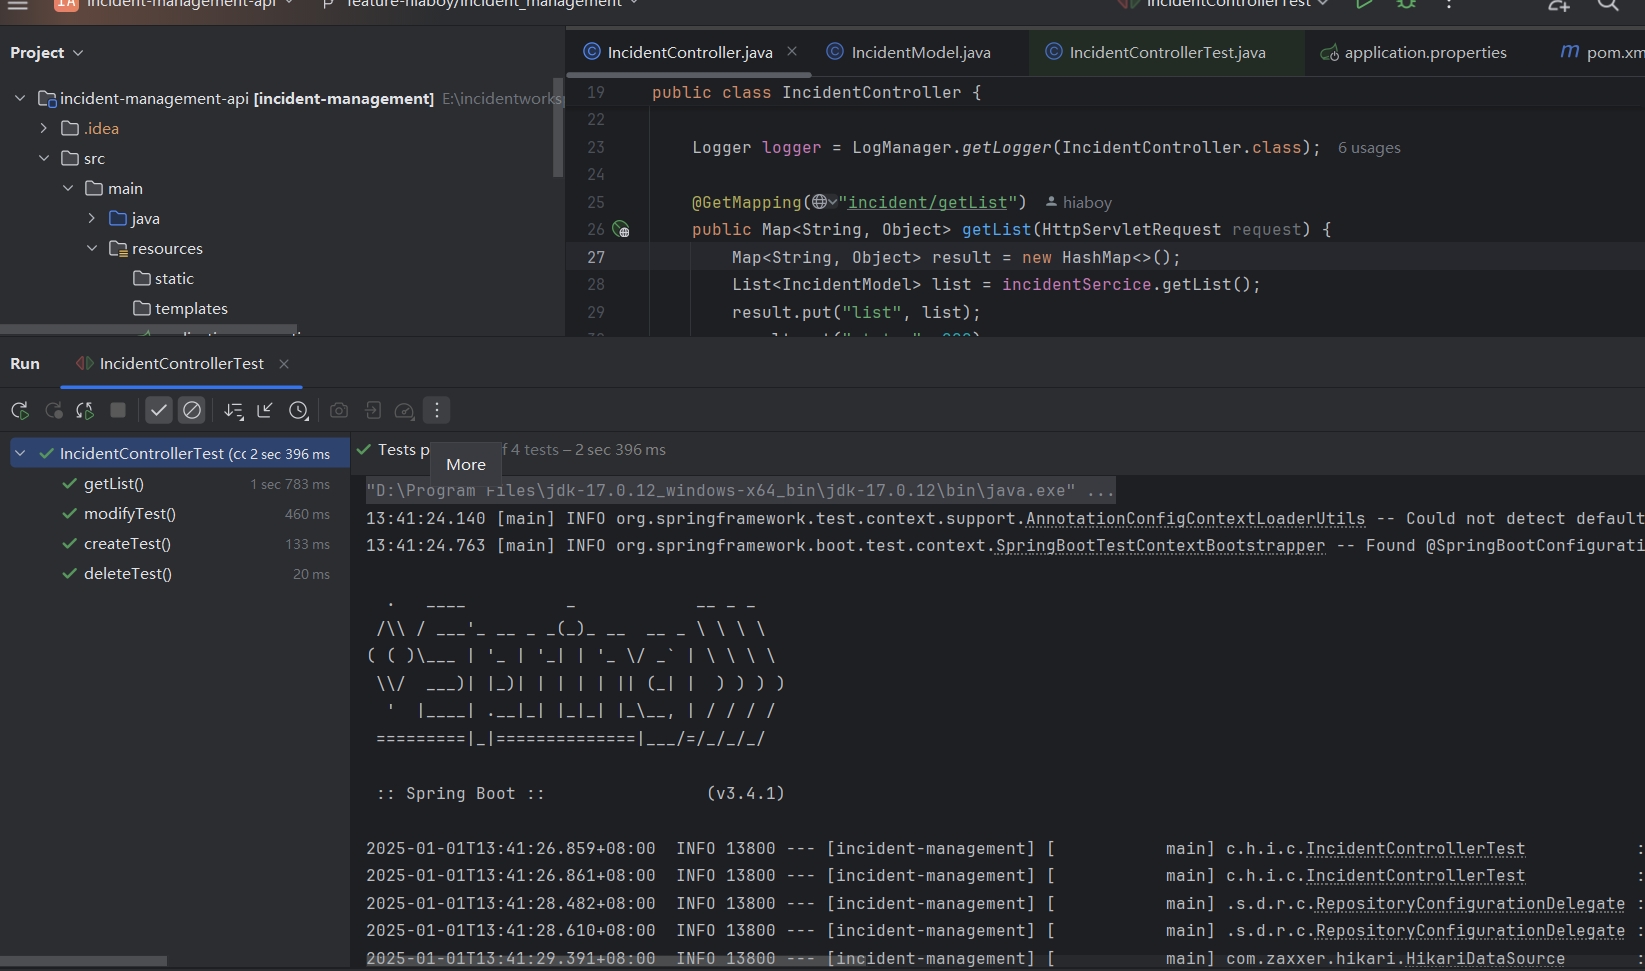 IA incident-management-api
feature-hiaboy/incident_management
IncidentControllerTest
Project
IncidentController.java
IncidentModel.java
IncidentControllerTest.java
application.properties
pom.xm
incident-management-api [incident-management] E:\incidentworksp
.idea
src
main
java
resources
static
templates
19 public class IncidentController {
22
23 Logger logger = LogManager.getLogger(IncidentController.class); 6 usages
24
25 @GetMapping("incident/getList") hiaboy
26 public Map<String, Object> getList(HttpServletRequest request) {
27 Map<String, Object> result = new HashMap<>();
28 List<IncidentModel> list = incidentSercice.getList();
29 result.put("list", list);
Run IncidentControllerTest
IncidentControllerTest (cc 2 sec 396 ms
getList() 1 sec 783 ms
modifyTest() 460 ms
createTest() 133 ms
deleteTest() 20 ms
Tests p
More
f 4 tests – 2 sec 396 ms
"D:\Program Files\jdk-17.0.12_windows-x64_bin\jdk-17.0.12\bin\java.exe" ...
13:41:24.140 [main] INFO org.springframework.test.context.support.AnnotationConfigContextLoaderUtils -- Could not detect default
13:41:24.763 [main] INFO org.springframework.boot.test.context.SpringBootTestContextBootstrapper -- Found @SpringBootConfigurati
  .   ____          _            __ _ _
 /\\ / ___'_ __ _ _(_)_ __  __ _ \ \ \ \
( ( )\___ | '_ | '_| | '_ \/ _` | \ \ \ \
 \\/  ___)| |_)| | | | | || (_| |  ) ) ) )
  '  |____| .__|_| |_|_| |_\__, | / / / /
 =========|_|==============|___/=/_/_/_/
:: Spring Boot :: (v3.4.1)
2025-01-01T13:41:26.859+08:00 INFO 13800 --- [incident-management] [ main] c.h.i.c.IncidentControllerTest :
2025-01-01T13:41:26.861+08:00 INFO 13800 --- [incident-management] [ main] c.h.i.c.IncidentControllerTest :
2025-01-01T13:41:28.482+08:00 INFO 13800 --- [incident-management] [ main] .s.d.r.c.RepositoryConfigurationDelegate :
2025-01-01T13:41:28.610+08:00 INFO 13800 --- [incident-management] [ main] .s.d.r.c.RepositoryConfigurationDelegate :
2025-01-01T13:41:29.391+08:00 INFO 13800 --- [incident-management] [ main] com.zaxxer.hikari.HikariDataSource :